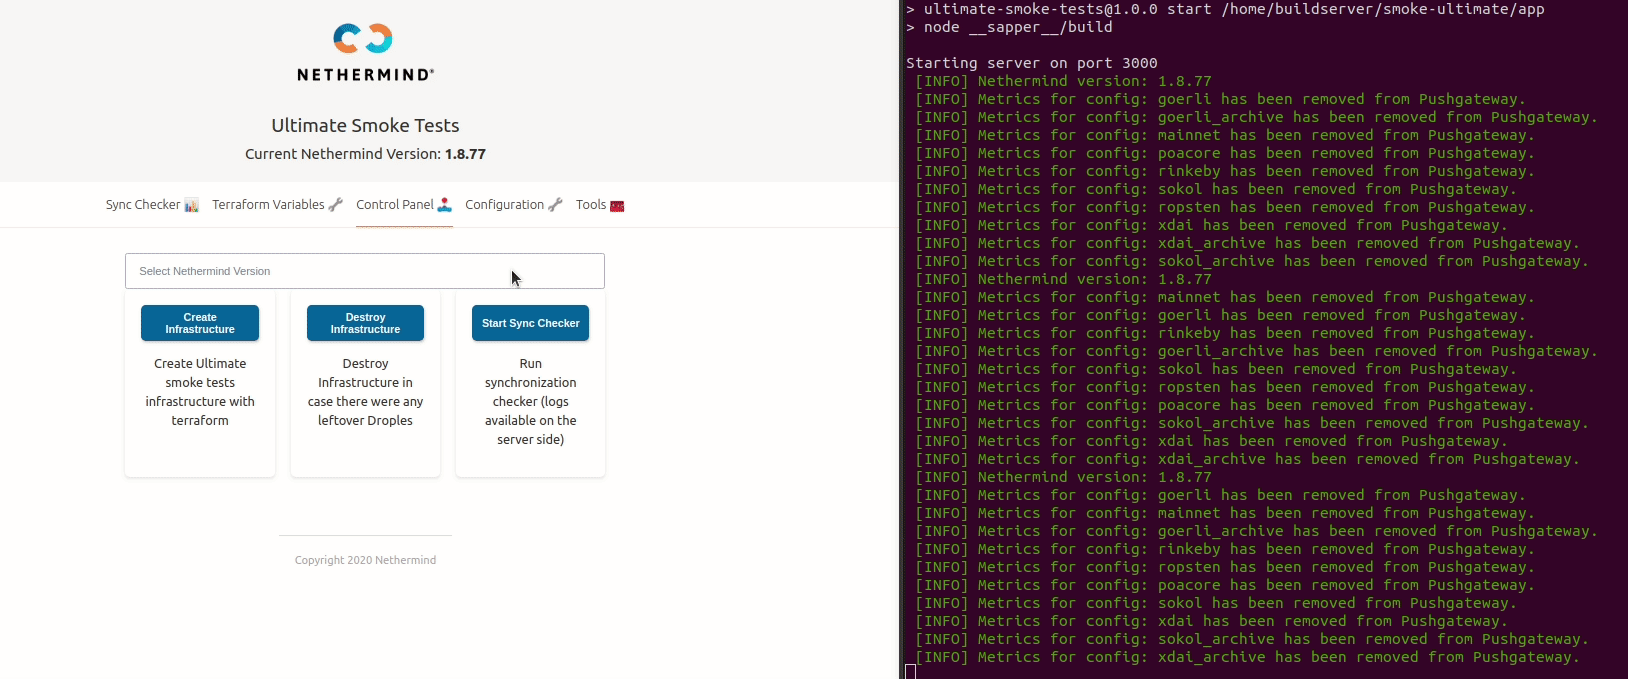 NETHERMIND®
Ultimate Smoke Tests
Current Nethermind Version: 1.8.77
Sync Checker Terraform Variables Control Panel Configuration Tools
Select Nethermind Version
Create
Infrastructure
Create Ultimate
smoke tests
infrastructure with
terraform
Destroy
Infrastructure
Destroy
Infrastructure in
case there were any
leftover Droples
Start Sync Checker
Run
synchronization
checker (logs
available on the
server side)
Copyright 2020 Nethermind
> ultimate-smoke-tests@1.0.0 start /home/buildserver/smoke-ultimate/app
> node __sapper__/build
Starting server on port 3000
[INFO] Nethermind version: 1.8.77
[INFO] Metrics for config: goerli has been removed from Pushgateway.
[INFO] Metrics for config: goerli_archive has been removed from Pushgateway.
[INFO] Metrics for config: mainnet has been removed from Pushgateway.
[INFO] Metrics for config: poacore has been removed from Pushgateway.
[INFO] Metrics for config: rinkeby has been removed from Pushgateway.
[INFO] Metrics for config: sokol has been removed from Pushgateway.
[INFO] Metrics for config: ropsten has been removed from Pushgateway.
[INFO] Metrics for config: xdai has been removed from Pushgateway.
[INFO] Metrics for config: xdai_archive has been removed from Pushgateway.
[INFO] Metrics for config: sokol_archive has been removed from Pushgateway.
[INFO] Nethermind version: 1.8.77
[INFO] Metrics for config: mainnet has been removed from Pushgateway.
[INFO] Metrics for config: goerli has been removed from Pushgateway.
[INFO] Metrics for config: rinkeby has been removed from Pushgateway.
[INFO] Metrics for config: goerli_archive has been removed from Pushgateway.
[INFO] Metrics for config: sokol has been removed from Pushgateway.
[INFO] Metrics for config: ropsten has been removed from Pushgateway.
[INFO] Metrics for config: poacore has been removed from Pushgateway.
[INFO] Metrics for config: sokol_archive has been removed from Pushgateway.
[INFO] Metrics for config: xdai has been removed from Pushgateway.
[INFO] Metrics for config: xdai_archive has been removed from Pushgateway.
[INFO] Nethermind version: 1.8.77
[INFO] Metrics for config: goerli has been removed from Pushgateway.
[INFO] Metrics for config: mainnet has been removed from Pushgateway.
[INFO] Metrics for config: goerli_archive has been removed from Pushgateway.
[INFO] Metrics for config: rinkeby has been removed from Pushgateway.
[INFO] Metrics for config: ropsten has been removed from Pushgateway.
[INFO] Metrics for config: poacore has been removed from Pushgateway.
[INFO] Metrics for config: sokol has been removed from Pushgateway.
[INFO] Metrics for config: xdai has been removed from Pushgateway.
[INFO] Metrics for config: sokol_archive has been removed from Pushgateway.
[INFO] Metrics for config: xdai_archive has been removed from Pushgateway.